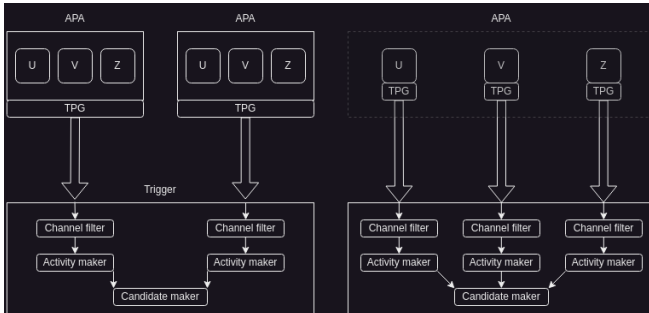 APA
APA
APA
U V Z
U V Z
U V Z
TPG
TPG
TPG TPG TPG
Trigger
Channel filter
Channel filter
Channel filter
Channel filter
Channel filter
Activity maker
Activity maker
Activity maker
Activity maker
Activity maker
Candidate maker
Candidate maker